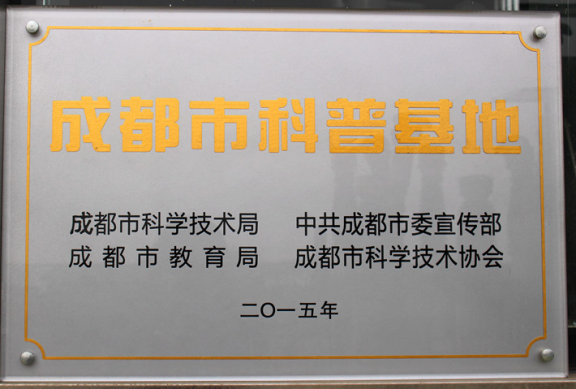 成都市科普基地
成都市科学技术局 中共成都市委宣传部
成都市教育局 成都市科学技术协会
二〇一五年